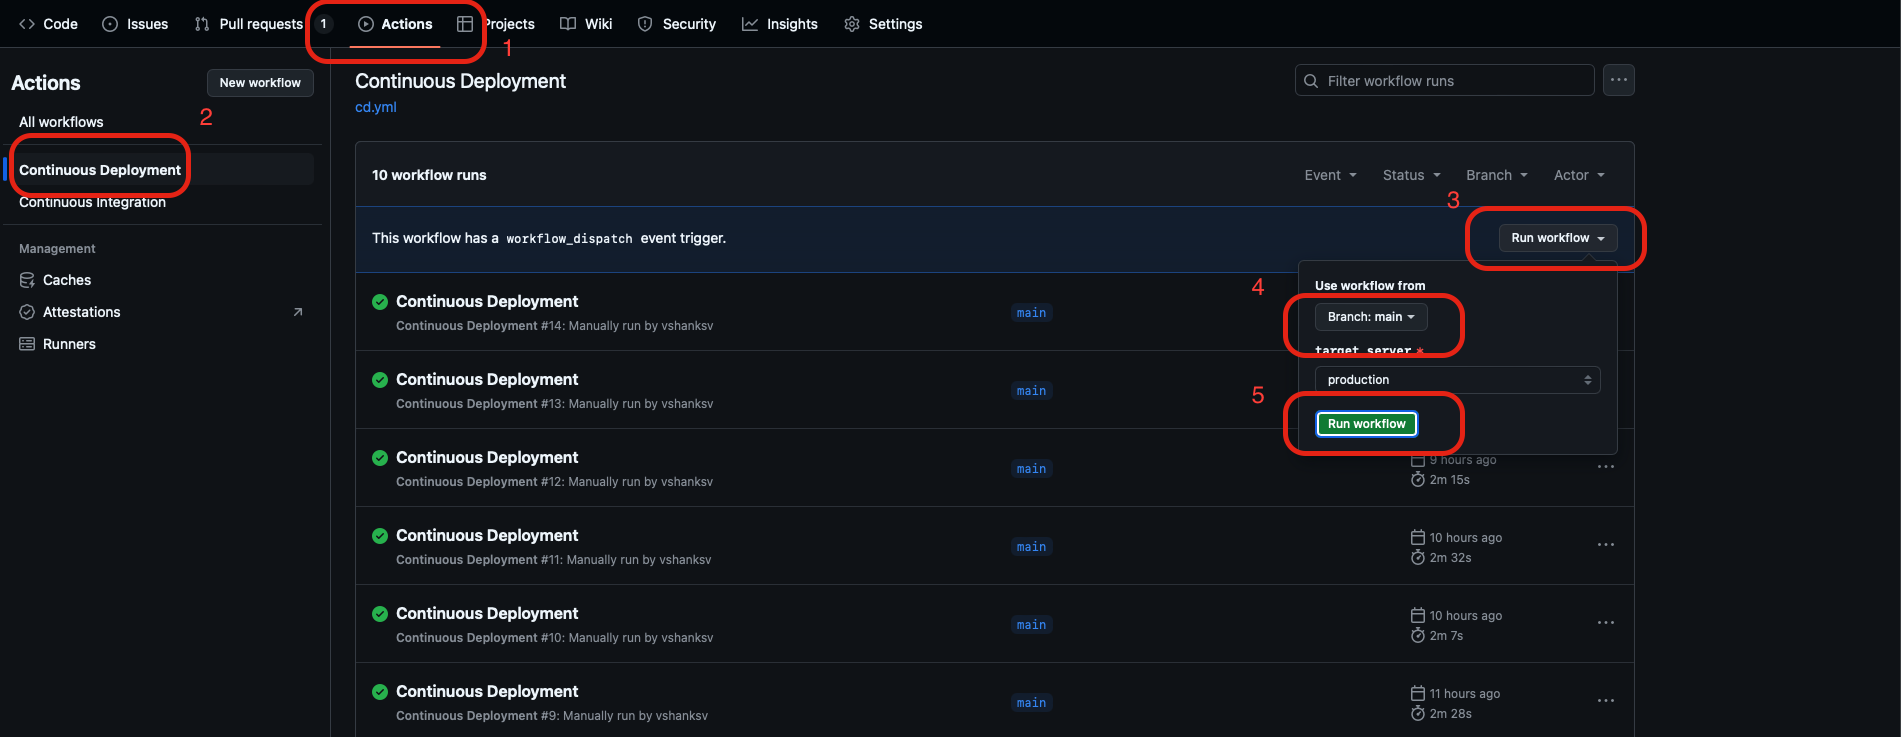 Code Issues Pull requests 1 Actions Projects Wiki Security Insights Settings
1
Actions
New workflow
2
All workflows
Continuous Deployment
Continuous Integration
Management
Caches
Attestations
Runners
Continuous Deployment
cd.yml
Filter workflow runs
10 workflow runs
Event Status Branch Actor
3
This workflow has a workflow_dispatch event trigger.
Run workflow
4
Use workflow from
Branch: main
target_server *
production
5
Run workflow
Continuous Deployment
Continuous Deployment #14: Manually run by vshanksv
main
Continuous Deployment
Continuous Deployment #13: Manually run by vshanksv
main
Continuous Deployment
Continuous Deployment #12: Manually run by vshanksv
main
9 hours ago
2m 15s
Continuous Deployment
Continuous Deployment #11: Manually run by vshanksv
main
10 hours ago
2m 32s
Continuous Deployment
Continuous Deployment #10: Manually run by vshanksv
main
10 hours ago
2m 7s
Continuous Deployment
Continuous Deployment #9: Manually run by vshanksv
main
11 hours ago
2m 28s